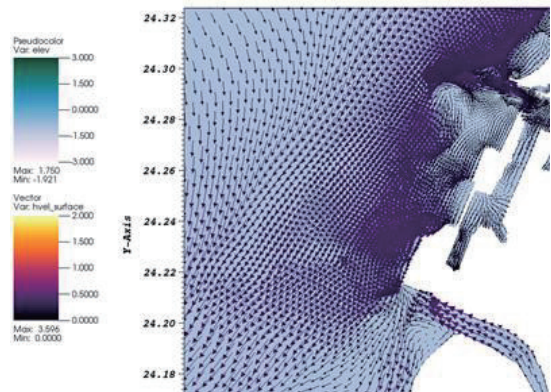 Pseudocolor
Var: elev
3.000
1.500
0.0000
-1.500
-3.000
Max: 1.750
Min: -1.921
Vector
Var: hvel_surface
2.000
1.500
1.000
0.5000
0.0000
Max: 3.596
Min: 0.0000
Y-Axis
24.32
24.30
24.28
24.26
24.24
24.22
24.20
24.18